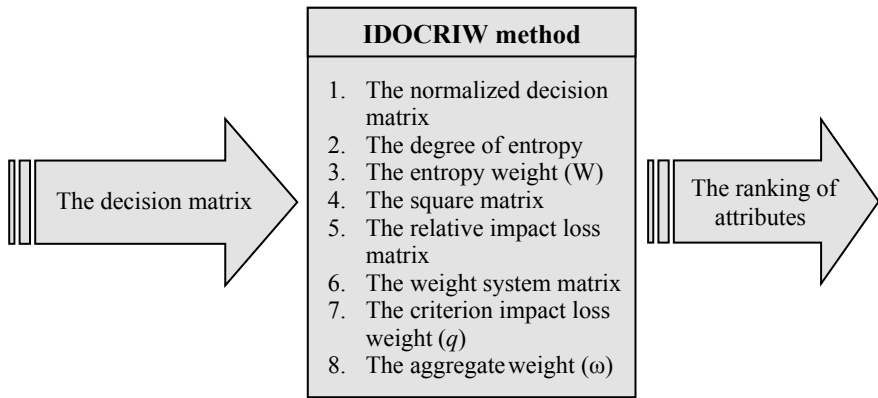 The decision matrix
IDOCRIW method
1. The normalized decision
matrix
2. The degree of entropy
3. The entropy weight (W)
4. The square matrix
5. The relative impact loss
matrix
6. The weight system matrix
7. The criterion impact loss
weight (q)
8. The aggregate weight (ω)
The ranking of
attributes